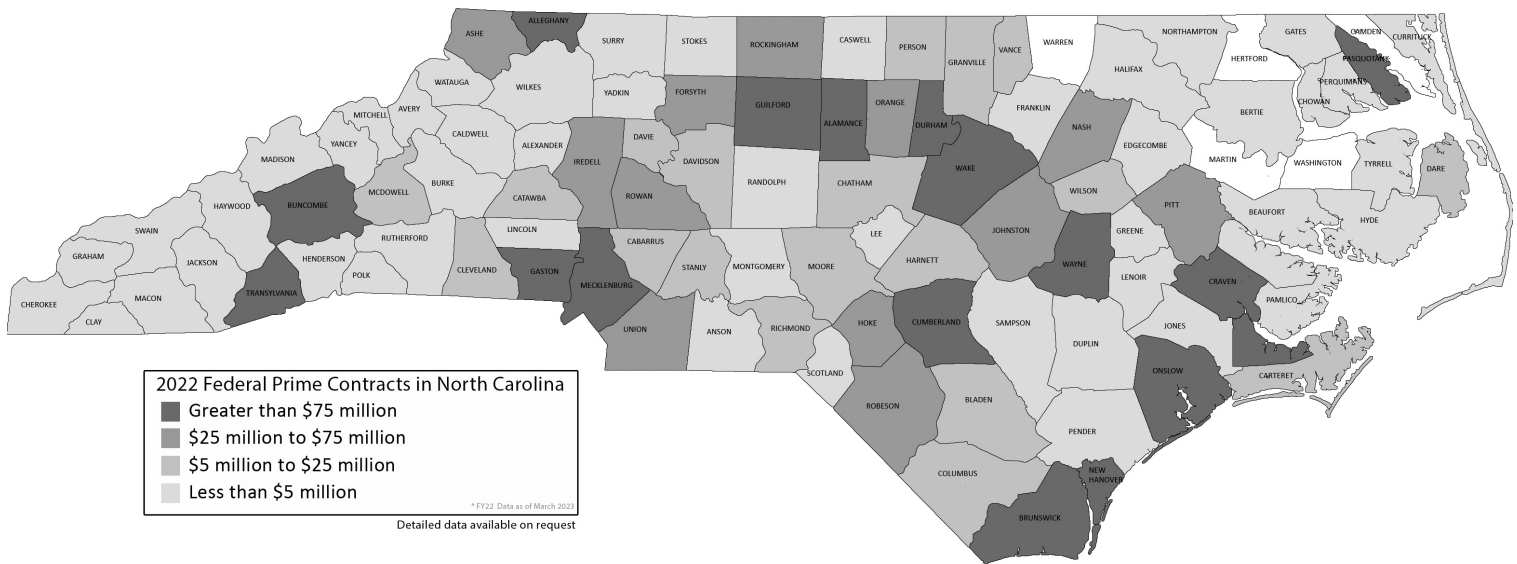 ALLEGHANY
ASHE
SURRY
STOKES
ROCKINGHAM
CASWELL
PERSON
GRANVILLE
VANCE
WARREN
NORTHAMPTON
HERTFORD
GATES
CAMDEN
CURRITUCK
PASQUOTANK
PERQUIMANS
CHOWAN
HALIFAX
BERTIE
WATAUGA
WILKES
YADKIN
FORSYTH
GUILFORD
ALAMANCE
ORANGE
DURHAM
FRANKLIN
NASH
EDGECOMBE
MARTIN
WASHINGTON
TYRRELL
DARE
AVERY
MITCHELL
CALDWELL
ALEXANDER
DAVIE
IREDELL
DAVIDSON
YANCEY
MADISON
MCDOWELL
BURKE
CATAWBA
ROWAN
RANDOLPH
CHATHAM
WAKE
WILSON
PITT
BEAUFORT
HYDE
HAYWOOD
BUNCOMBE
SWAIN
RUTHERFORD
LINCOLN
CABARRUS
LEE
JOHNSTON
GREENE
GRAHAM
JACKSON
HENDERSON
POLK
CLEVELAND
GASTON
MECKLENBURG
STANLY
MONTGOMERY
MOORE
HARNETT
WAYNE
LENOIR
CRAVEN
PAMLICO
CHEROKEE
MACON
CLAY
TRANSYLVANIA
UNION
ANSON
RICHMOND
HOKE
CUMBERLAND
SAMPSON
DUPLIN
JONES
SCOTLAND
ONSLOW
CARTERET
ROBESON
BLADEN
PENDER
COLUMBUS
NEW
HANOVER
BRUNSWICK
2022 Federal Prime Contracts in North Carolina
Greater than $75 million
$25 million to $75 million
$5 million to $25 million
Less than $5 million
* FY22 Data as of March 2023
Detailed data available on request